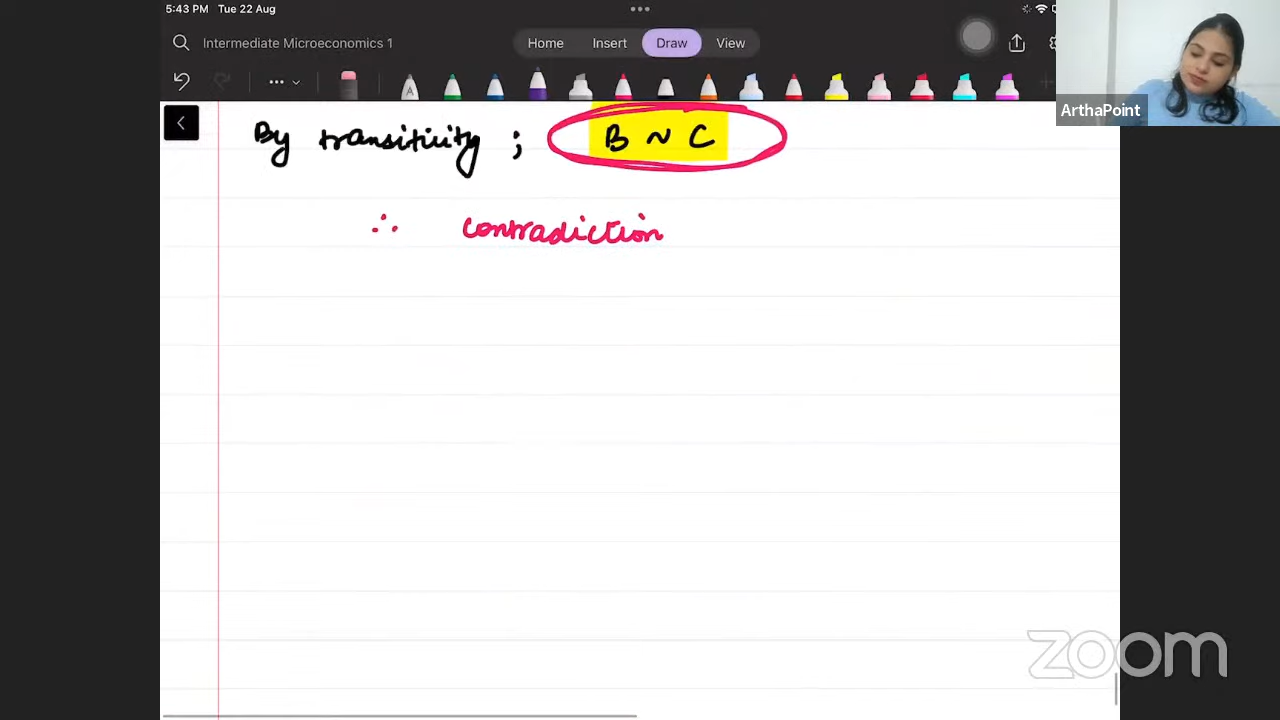 5:43 PM Tue 22 Aug
Intermediate Microeconomics 1
Home Insert Draw View
A
ArthaPoint
By transitivity ; B ~ C
∴ contradiction
zoom